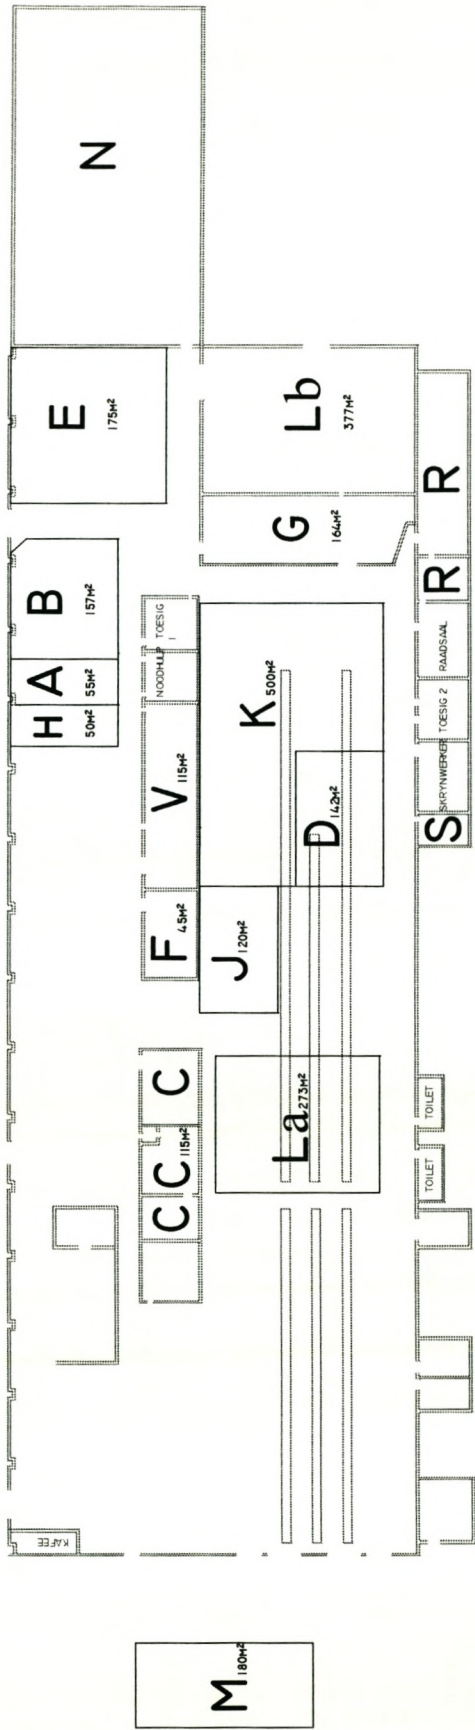 N
E
175M²
Lb
377M²
G
164M²
R
R
B
157M²
A
55M²
H
50M²
TOESIG 1
NOODHULP
K
500M²
RAADSAAL
TOESIG 2
SKRYNWERKER
S
V
115M²
D
142M²
F
45M²
J
120M²
C
C
115M²
C
La
273M²
TOILET
TOILET
KAFEE
M
180M²